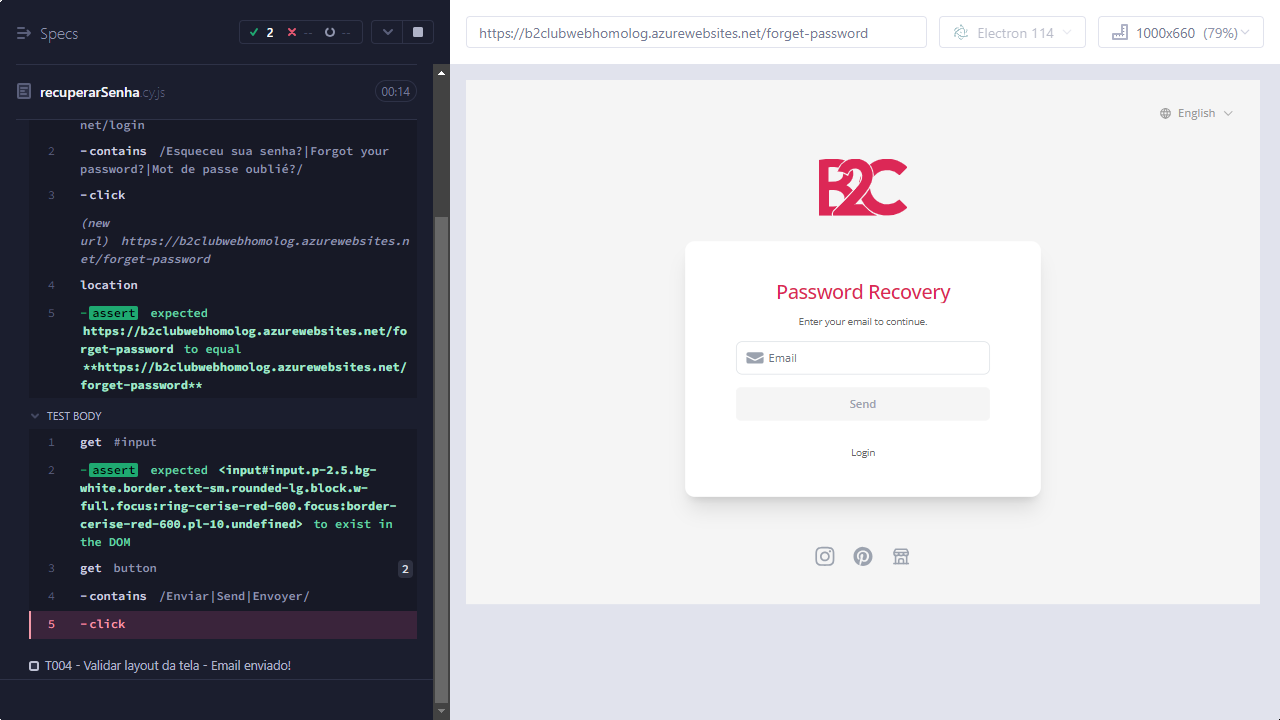 Specs
2
--
--
recuperarSenha.cy.js
00:14
net/login
2 -contains /Esqueceu sua senha?|Forgot your
password?|Mot de passe oublié?/
3 -click
(new
url) https://b2clubwebhomolog.azurewebsites.n
et/forget-password
4 location
5 -assert expected
https://b2clubwebhomolog.azurewebsites.net/fo
rget-password to equal
**https://b2clubwebhomolog.azurewebsites.net/
forget-password**
TEST BODY
1 get #input
2 -assert expected <input#input.p-2.5.bg-
white.border.text-sm.rounded-lg.block.w-
full.focus:ring-cerise-red-600.focus:border-
cerise-red-600.pl-10.undefined> to exist in
the DOM
3 get button 2
4 -contains /Enviar|Send|Envoyer/
5 -click
T004 - Validar layout da tela - Email enviado!
https://b2clubwebhomolog.azurewebsites.net/forget-password
Electron 114
1000x660 (79%)
English
B2C
Password Recovery
Enter your email to continue.
Email
Send
Login